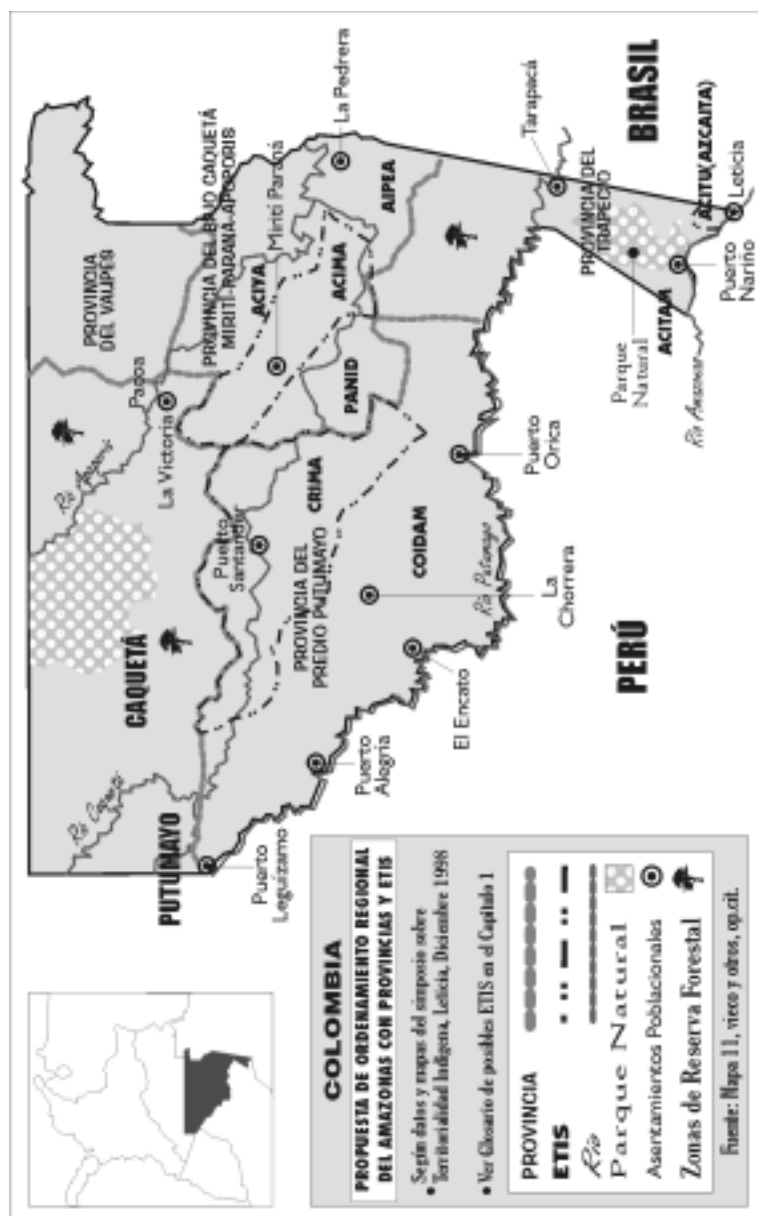 COLOMBIA
PROPUESTA DE ORDENAMIENTO REGIONAL
DEL AMAZONAS CON PROVINCIAS Y ETIS
• Según datos y mapas del simposio sobre
Territorialidad Indígena, Leticia, Diciembre 1998
• Ver Glosario de posibles ETIS en el Capítulo 1
PROVINCIA
ETIS
Río
Parque Natural
Asentamientos Poblacionales
Zonas de Reserva Forestal
Fuente: Mapa 11, vieco y otros, op.cit.
PUTUMAYO
CAQUETÁ
PERÚ
BRASIL
PROVINCIA
DEL VAUPES
PROVINCIA DEL BAJO CAQUETÁ
MIRITÍ-PARANÁ-APOPORIS
PROVINCIA DEL
PREDIO PUTUMAYO
PROVINCIA DEL
TRAPECIO
Pacoa
La Victoria
Miriti Paraná
La Pedrera
Tarapacá
ACIYA
ACIMA
AIPEA
PANID
CRIMA
COIDAM
Puerto
Santander
Puerto
Leguízamo
Puerto
Alegría
El Encato
La
Chorrera
Puerto
Orica
Río Putumayo
Parque
Natural
ACITAM
ACITU(AZCAITA)
Puerto
Nariño
Leticia
Río Amazonas
Río
Río